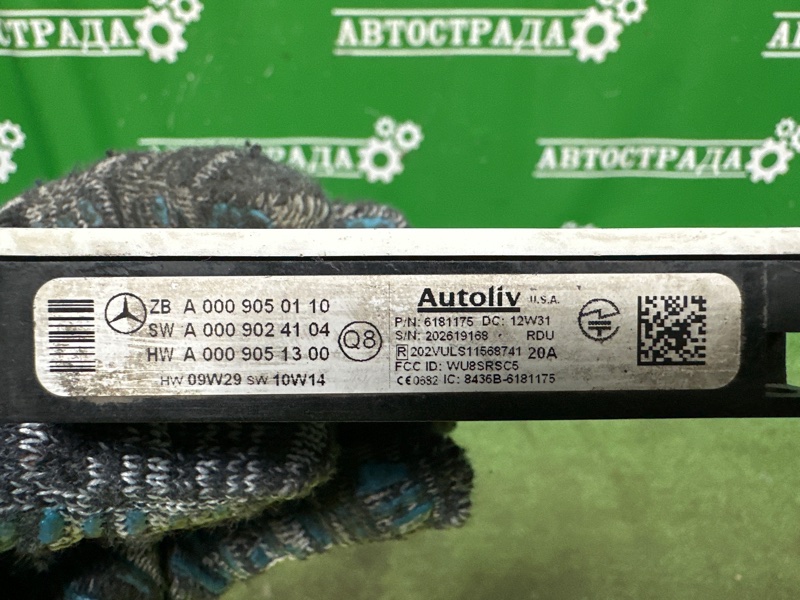 АВТОСТРАДА
АВТОСТРАДА
АВТОСТРАДА
АВТОСТРАДА
ZB A 000 905 01 10
SW A 000 902 41 04
HW A 000 905 13 00
HW 09W29 SW 10W14
Q8
Autoliv U.S.A.
P/N: 6181175 DC: 12W31
S/N: 202619168 RDU
R 202VULS11568741 20A
FCC ID: WU8SRSC5
CE0682 IC: 8436B-6181175